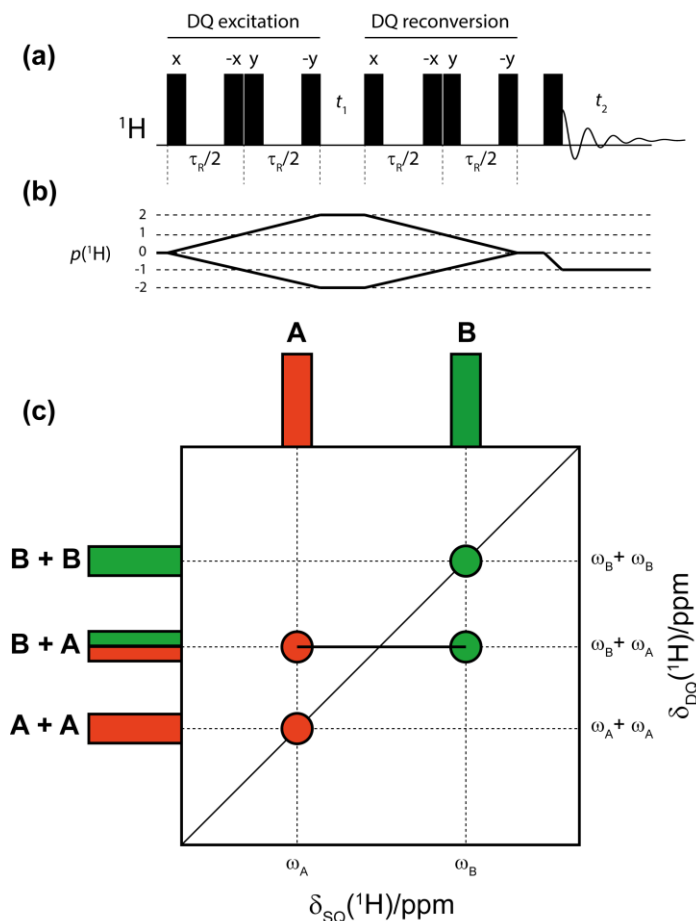 DQ excitation DQ reconversion
(a) x -x y -y x -x y -y
t₁ t₂
¹H
τR/2 τR/2 τR/2 τR/2
(b)
2
1
p(¹H) 0
-1
-2
A B
(c)
B + B ωB + ωB
B + A ωB + ωA
A + A ωA + ωA
δDQ(¹H)/ppm
ωA ωB
δSQ(¹H)/ppm